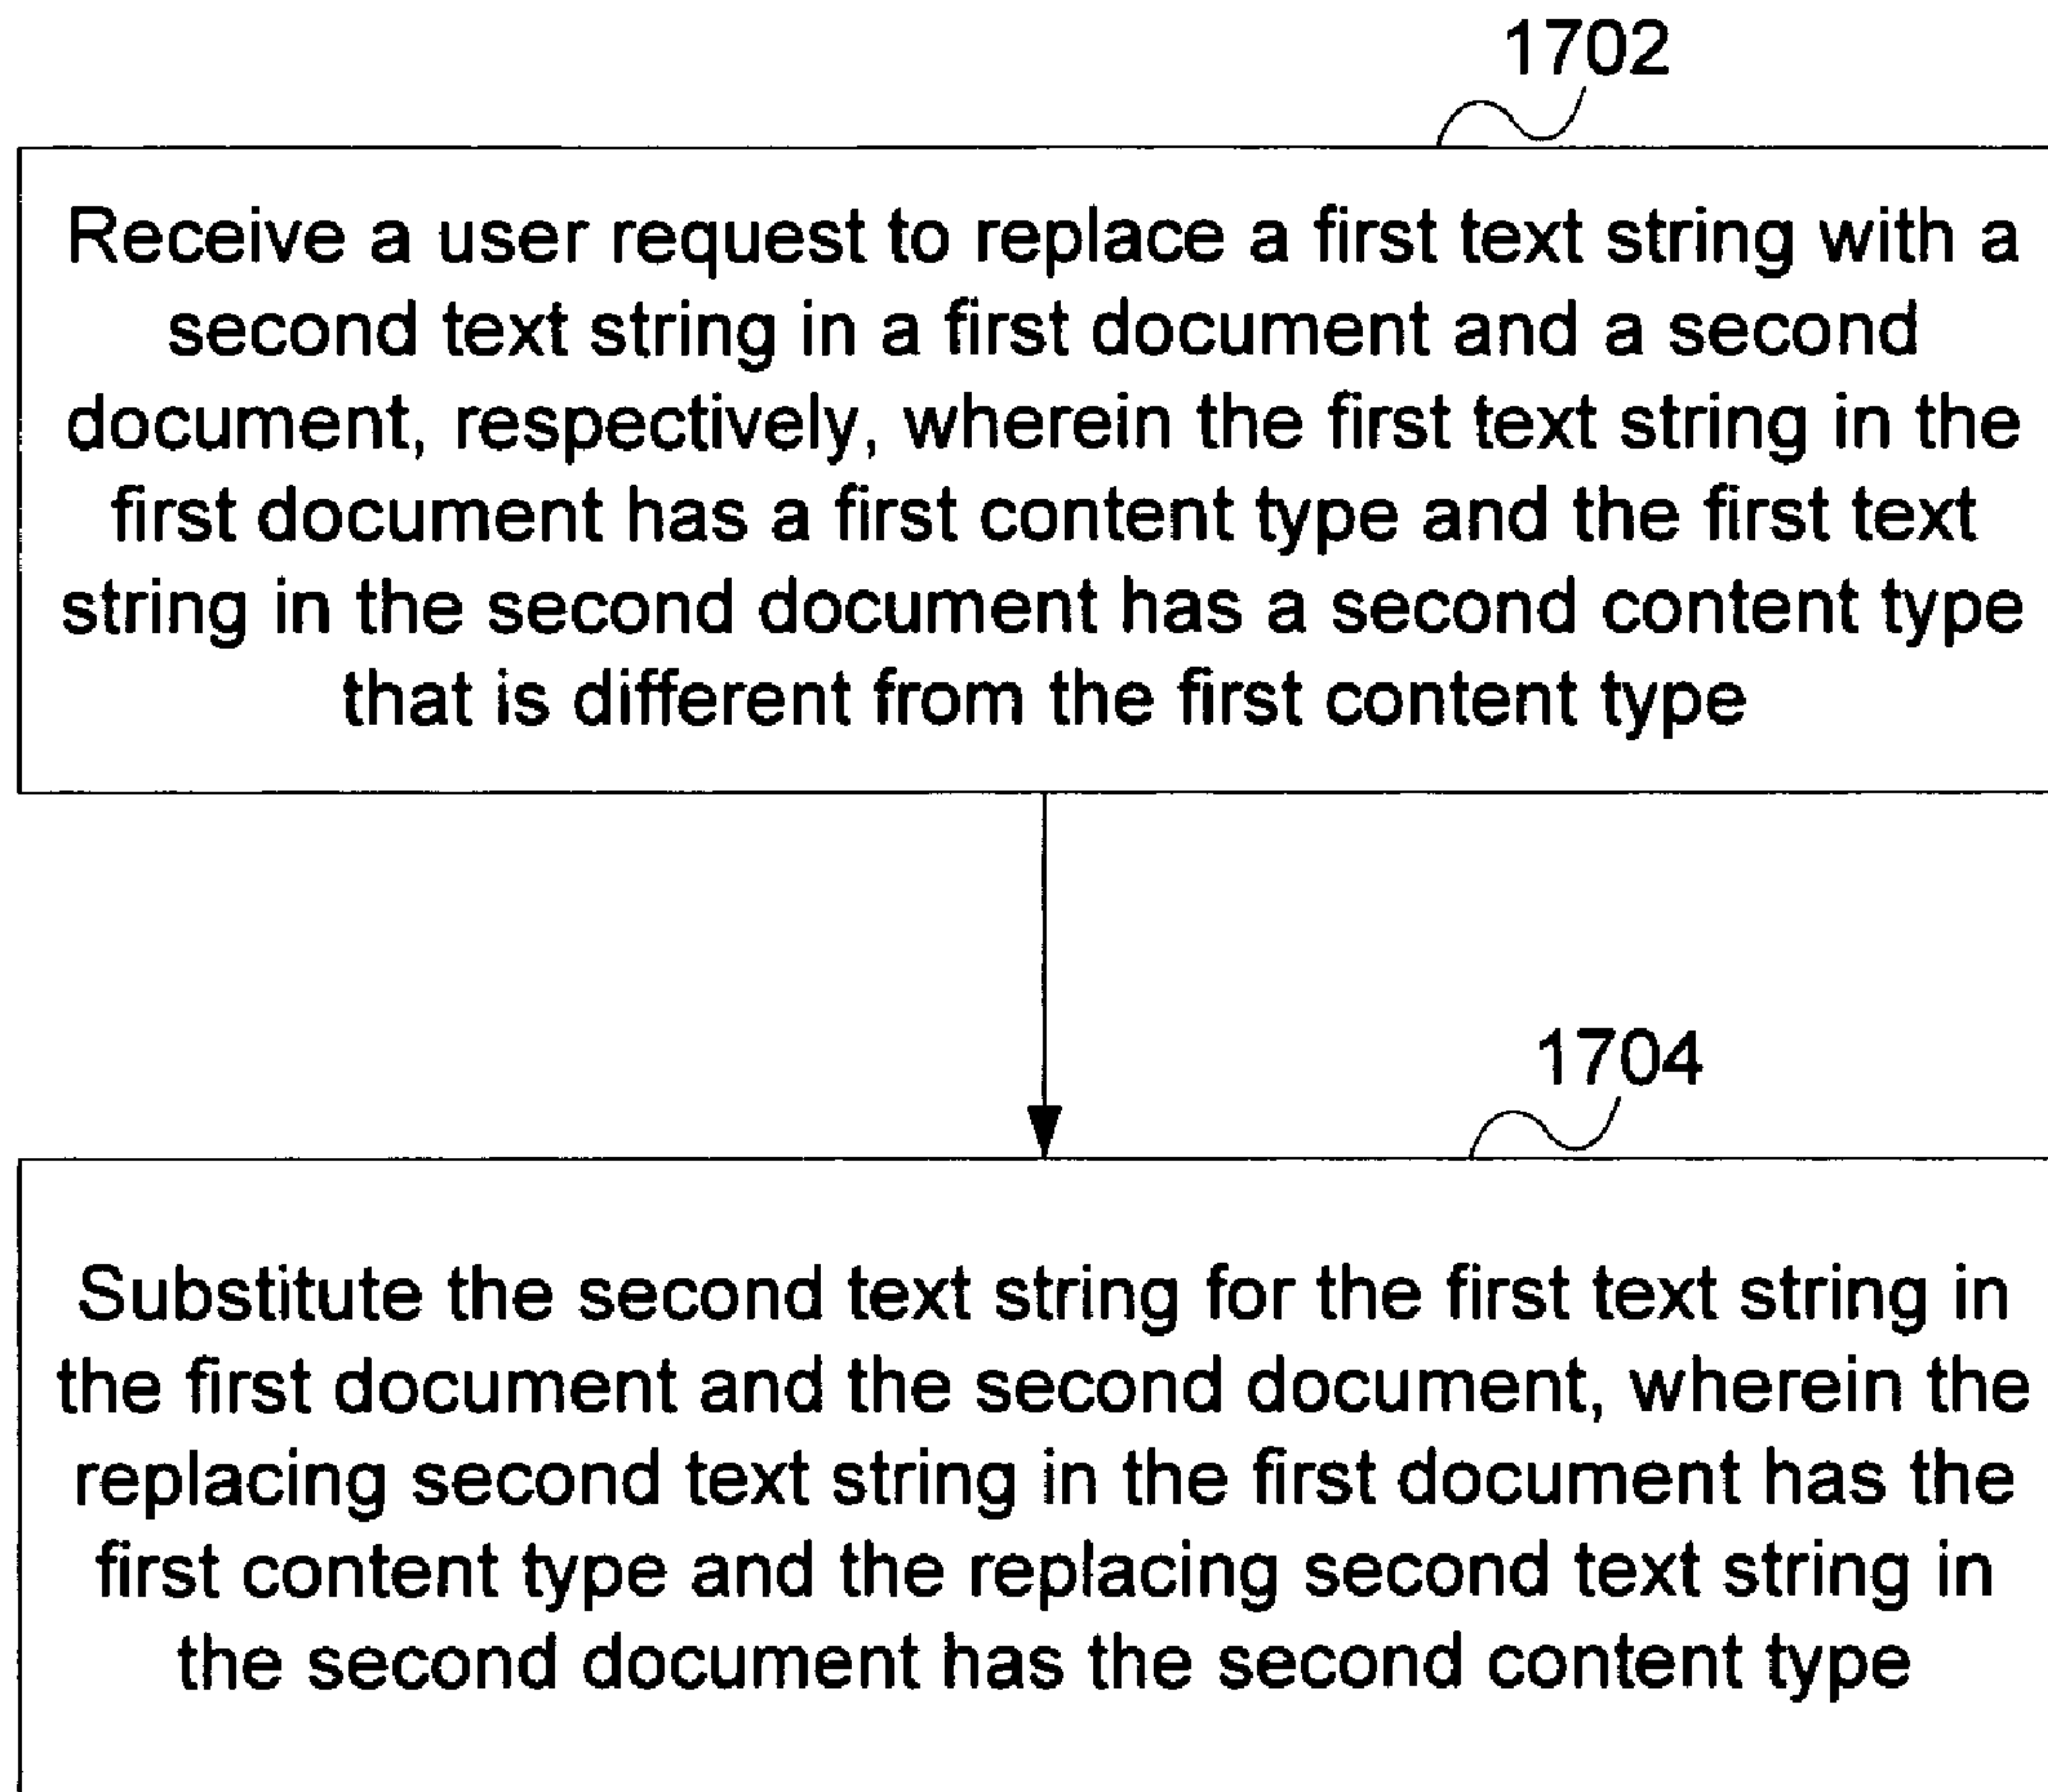 1702
Receive a user request to replace a first text string with a
second text string in a first document and a second
document, respectively, wherein the first text string in the
first document has a first content type and the first text
string in the second document has a second content type
that is different from the first content type
1704
Substitute the second text string for the first text string in
the first document and the second document, wherein the
replacing second text string in the first document has the
first content type and the replacing second text string in
the second document has the second content type